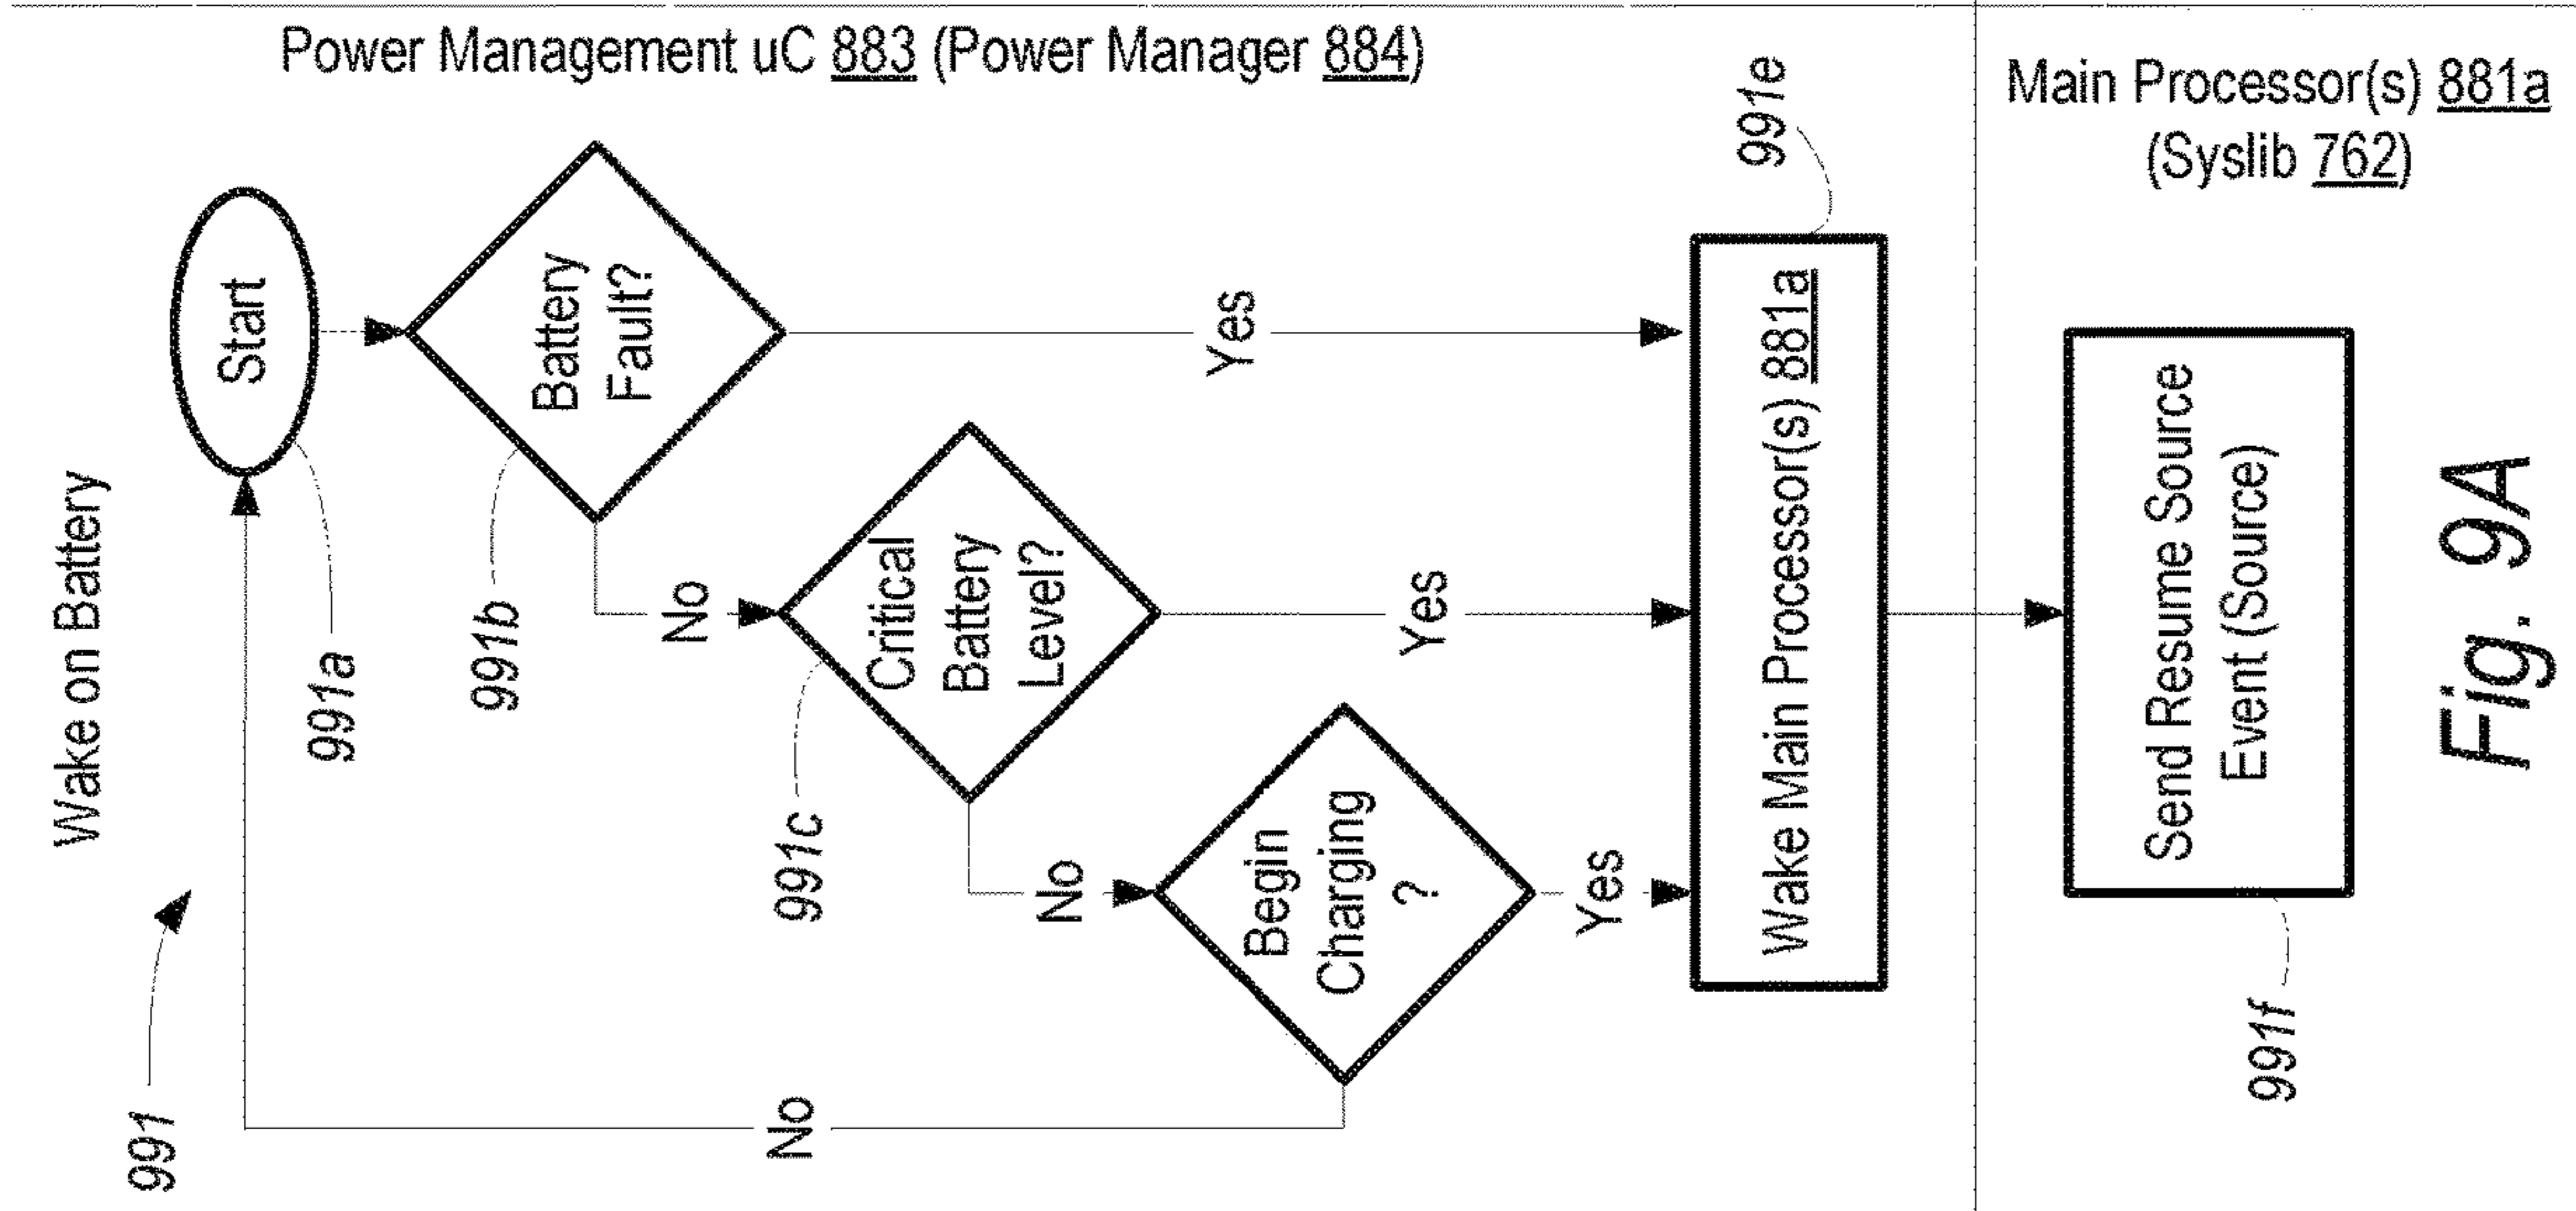 Power Management uC 883 (Power Manager 884)
Main Processor(s) 881a
(Syslib 762)
Wake on Battery
991
Start
991a
Battery
Fault?
991b
Yes
No
Critical
Battery
Level?
991c
Yes
No
Begin
Charging
?
Yes
No
Wake Main Processor(s) 881a
991e
Send Resume Source
Event (Source)
991f
Fig. 9A